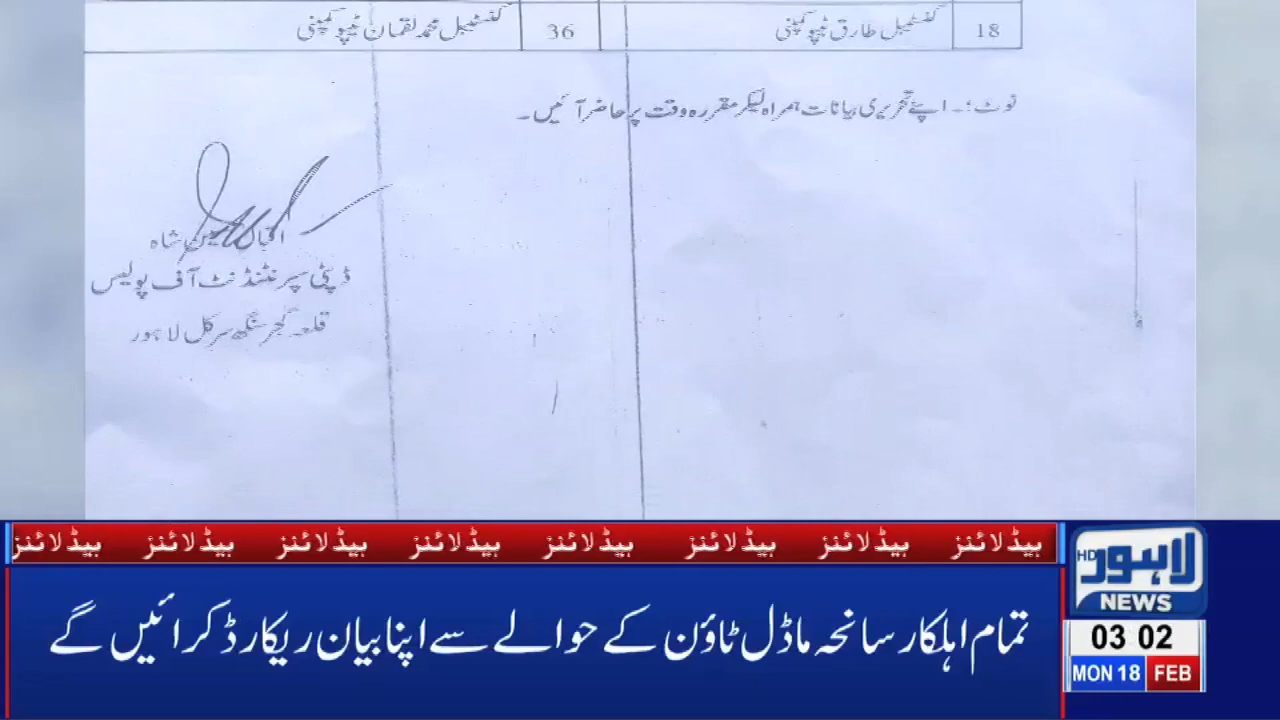 18 کنسٹیبل طارق ٹیپو کمپنی 36 کنسٹیبل محمد لقمان ٹیپو کمپنی
نوٹ:۔ اپنے تحریری بیانات ہمراہ لیکر مقررہ وقت پر حاضر آئیں۔
شاہ
ڈپٹی سپرنٹنڈنٹ آف پولیس
قلعہ گجر سنگھ سرکل لاہور
ہیڈلائنز ہیڈلائنز ہیڈلائنز ہیڈلائنز ہیڈلائنز ہیڈلائنز ہیڈلائنز ہیڈلائنز
تمام اہلکار سانحہ ماڈل ٹاؤن کے حوالے سے اپنا بیان ریکارڈ کرائیں گے
لاہور HD
NEWS
03 02
MON 18 FEB